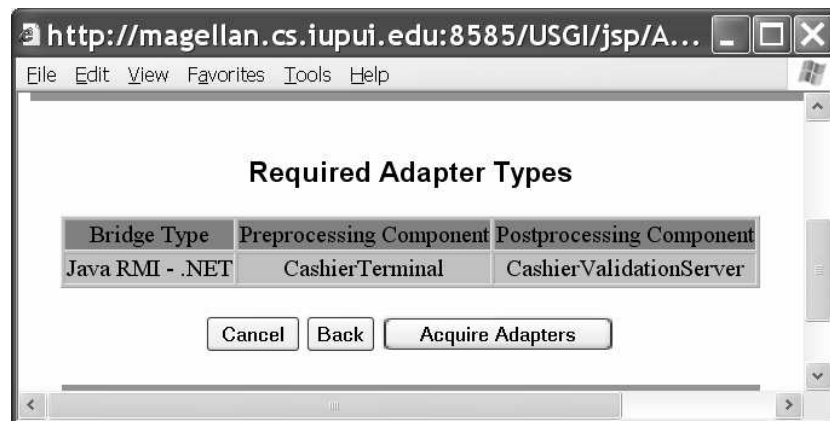 http://magellan.cs.iupui.edu:8585/USGI/jsp/A...
File Edit View Favorites Tools Help
Required Adapter Types
Bridge Type Preprocessing Component Postprocessing Component
Java RMI - .NET CashierTerminal CashierValidationServer
Cancel Back Acquire Adapters